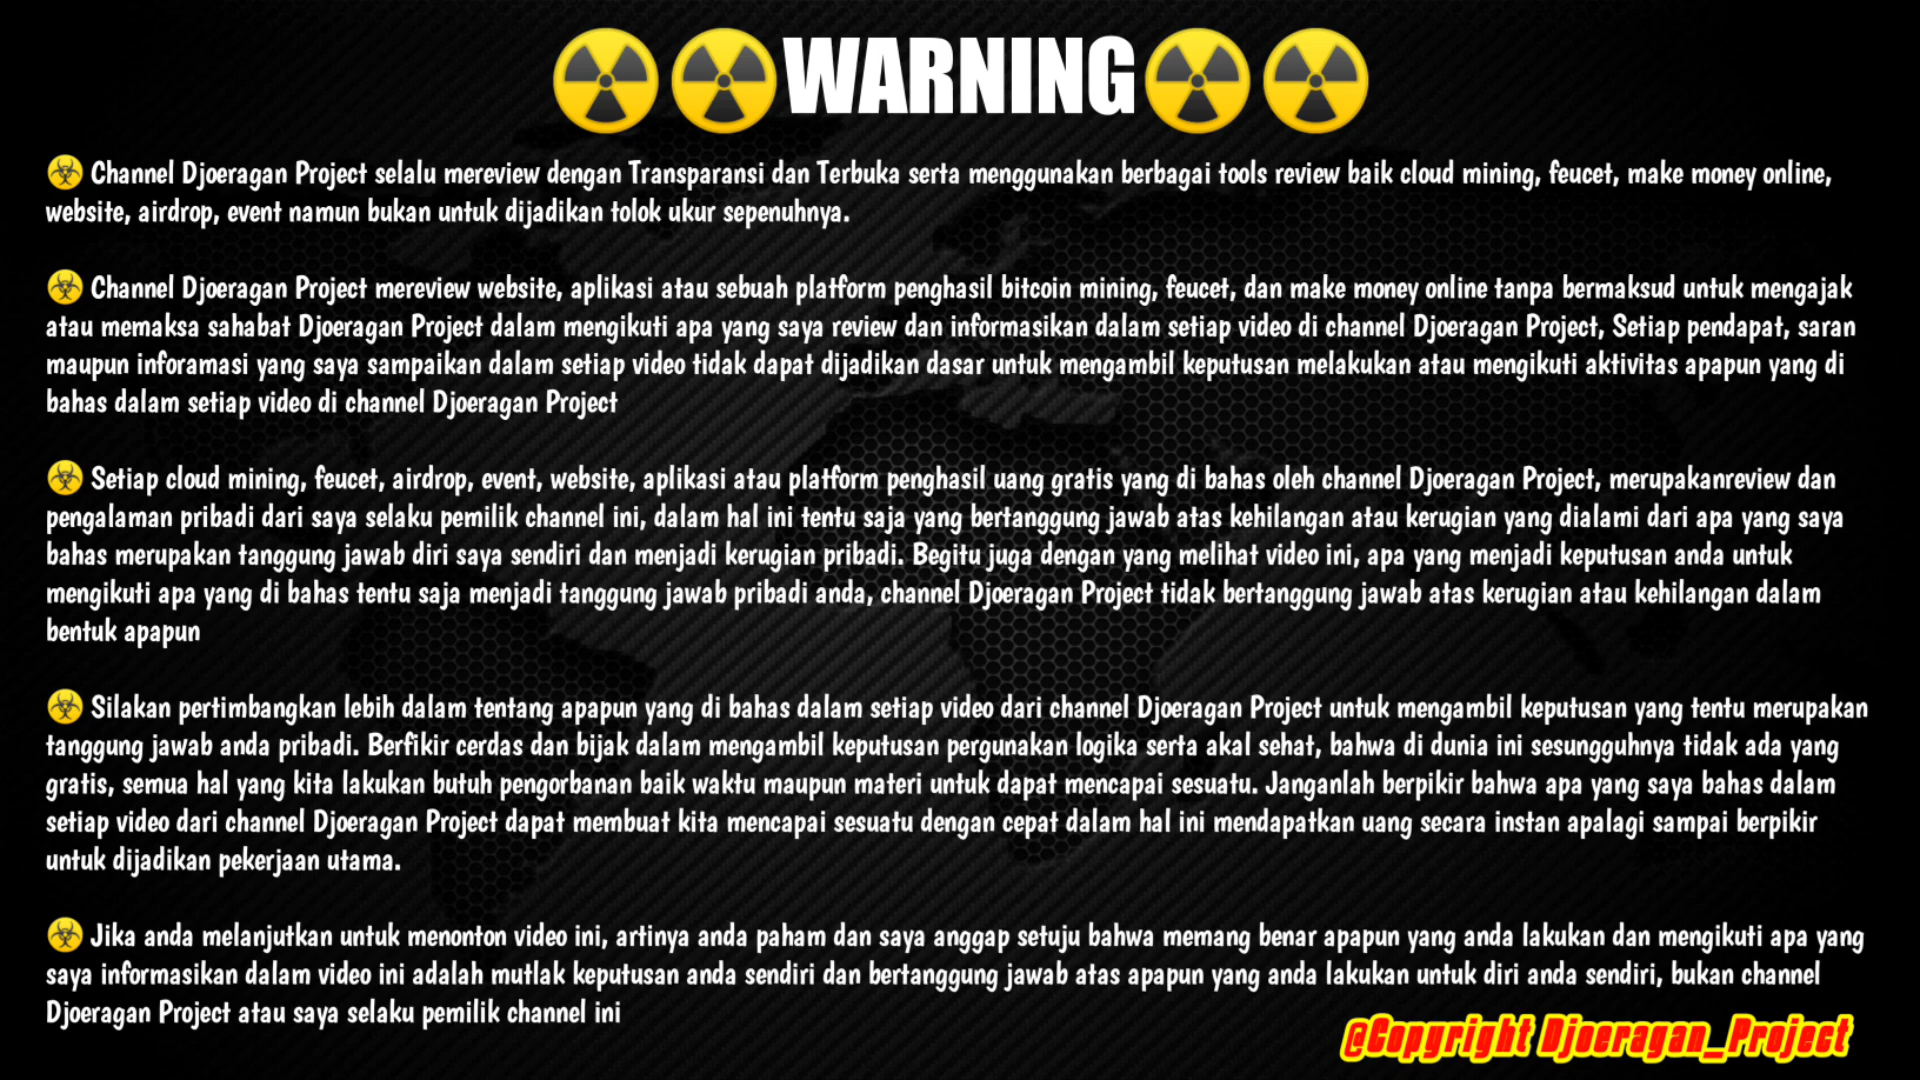 ☢☢WARNING☢☢
☣ Channel Djoeragan Project selalu mereview dengan Transparansi dan Terbuka serta menggunakan berbagai tools review baik cloud mining, feucet, make money online,
website, airdrop, event namun bukan untuk dijadikan tolok ukur sepenuhnya.
☣ Channel Djoeragan Project mereview website, aplikasi atau sebuah platform penghasil bitcoin mining, feucet, dan make money online tanpa bermaksud untuk mengajak
atau memaksa sahabat Djoeragan Project dalam mengikuti apa yang saya review dan informasikan dalam setiap video di channel Djoeragan Project, Setiap pendapat, saran
maupun inforamasi yang saya sampaikan dalam setiap video tidak dapat dijadikan dasar untuk mengambil keputusan melakukan atau mengikuti aktivitas apapun yang di
bahas dalam setiap video di channel Djoeragan Project
☣ Setiap cloud mining, feucet, airdrop, event, website, aplikasi atau platform penghasil uang gratis yang di bahas oleh channel Djoeragan Project, merupakanreview dan
pengalaman pribadi dari saya selaku pemilik channel ini, dalam hal ini tentu saja yang bertanggung jawab atas kehilangan atau kerugian yang dialami dari apa yang saya
bahas merupakan tanggung jawab diri saya sendiri dan menjadi kerugian pribadi. Begitu juga dengan yang melihat video ini, apa yang menjadi keputusan anda untuk
mengikuti apa yang di bahas tentu saja menjadi tanggung jawab pribadi anda, channel Djoeragan Project tidak bertanggung jawab atas kerugian atau kehilangan dalam
bentuk apapun
☣ Silakan pertimbangkan lebih dalam tentang apapun yang di bahas dalam setiap video dari channel Djoeragan Project untuk mengambil keputusan yang tentu merupakan
tanggung jawab anda pribadi. Berfikir cerdas dan bijak dalam mengambil keputusan pergunakan logika serta akal sehat, bahwa di dunia ini sesungguhnya tidak ada yang
gratis, semua hal yang kita lakukan butuh pengorbanan baik waktu maupun materi untuk dapat mencapai sesuatu. Janganlah berpikir bahwa apa yang saya bahas dalam
setiap video dari channel Djoeragan Project dapat membuat kita mencapai sesuatu dengan cepat dalam hal ini mendapatkan uang secara instan apalagi sampai berpikir
untuk dijadikan pekerjaan utama.
☣ Jika anda melanjutkan untuk menonton video ini, artinya anda paham dan saya anggap setuju bahwa memang benar apapun yang anda lakukan dan mengikuti apa yang
saya informasikan dalam video ini adalah mutlak keputusan anda sendiri dan bertanggung jawab atas apapun yang anda lakukan untuk diri anda sendiri, bukan channel
Djoeragan Project atau saya selaku pemilik channel ini
@Copyright Djoeragan_Project